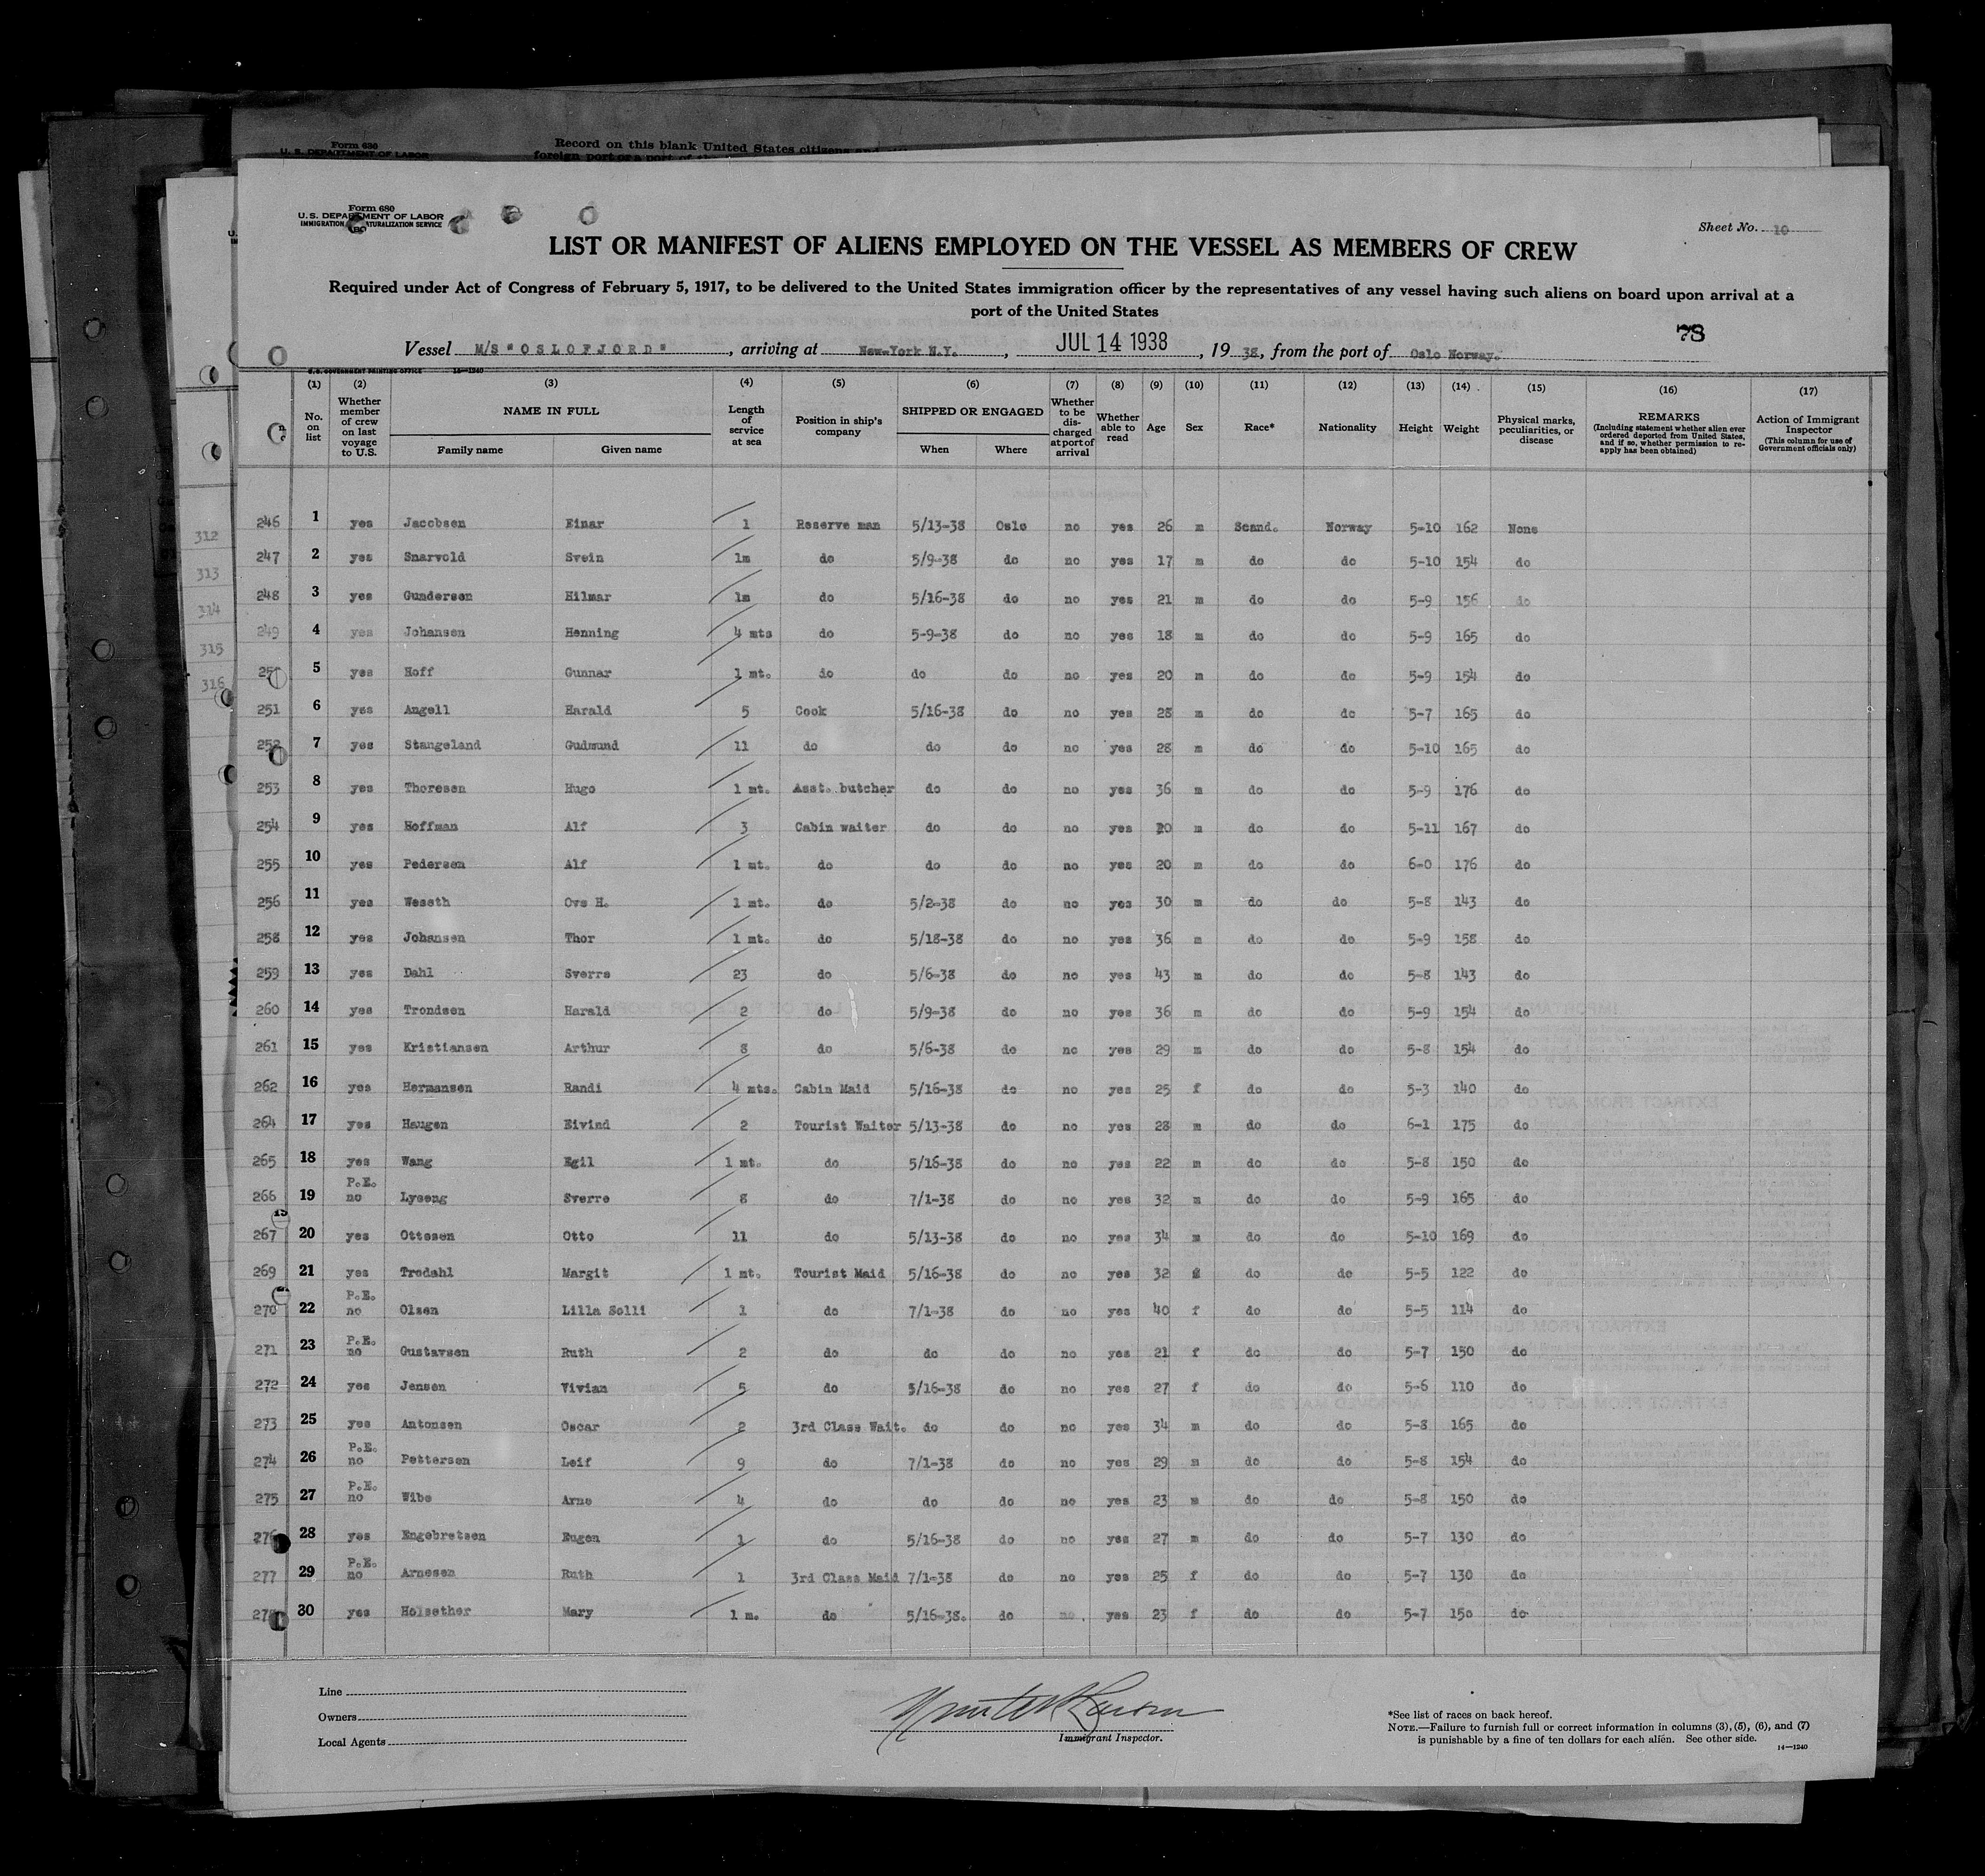 Form 630
U. S. DEPARTMENT OF LABOR
Record on this blank United States citizens
foreign port or a port of
Form 680
U. S. DEPARTMENT OF LABOR
IMMIGRATION NATURALIZATION SERVICE
Sheet No. 10
LIST OR MANIFEST OF ALIENS EMPLOYED ON THE VESSEL AS MEMBERS OF CREW
Required under Act of Congress of February 5, 1917, to be delivered to the United States immigration officer by the representatives of any vessel having such aliens on board upon arrival at a
port of the United States
73
Vessel M/S "OSLOFJORD", arriving at New-York N.Y., JUL 14 1938, 19 38, from the port of Oslo Norway.
(1) (2) (3) (4) (5) (6) (7) (8) (9) (10) (11) (12) (13) (14) (15) (16) (17)
No. on list Whether member of crew on last voyage to U.S. NAME IN FULL Family name Given name Length of service at sea Position in ship's company SHIPPED OR ENGAGED When Where Whether to be discharged at port of arrival Whether able to read Age Sex Race* Nationality Height Weight Physical marks, peculiarities, or disease REMARKS (Including statement whether alien ever ordered deported from United States, and if so, whether permission to reapply has been obtained) Action of Immigrant Inspector (This column for use of Government officials only)
246 1 yes Jacobsen Einar 1 Reserve man 5/13-38 Oslo no yes 26 m Scand. Norway 5-10 162 None
247 2 yes Snarvold Svein 1m do 5/9-38 do no yes 17 m do do 5-10 154 do
248 3 yes Gundersen Hilmar 1m do 5/16-38 do no yes 21 m do do 5-9 156 do
249 4 yes Johansen Henning 4 mts do 5-9-38 do no yes 18 m do do 5-9 165 do
5 yes Hoff Gunnar 1 mt. do do do no yes 20 m do do 5-9 154 do
251 6 yes Angell Harald 5 Cook 5/16-38 do no yes 28 m do do 5-7 165 do
252 7 yes Stangeland Gudmund 11 do do do no yes 28 m do do 5-10 165 do
253 8 yes Thoresen Hugo 1 mt. Asst. butcher do do no yes 36 m do do 5-9 176 do
254 9 yes Hoffman Alf 3 Cabin waiter do do no yes 20 m do do 5-11 167 do
255 10 yes Pedersen Alf 1 mt. do do do no yes 20 m do do 6-0 176 do
256 11 yes Weseth Ove H. 1 mt. do 5/2-38 do no yes 30 m do do 5-8 143 do
258 12 yes Johansen Thor 1 mt. do 5/18-38 do no yes 36 m do do 5-9 158 do
259 13 yes Dahl Sverre 23 do 5/6-38 do no yes 43 m do do 5-8 143 do
260 14 yes Trondsen Harald 2 do 5/9-38 do no yes 36 m do do 5-9 154 do
261 15 yes Kristiansen Arthur 8 do 5/6-38 do no yes 29 m do do 5-8 154 do
262 16 yes Hermansen Randi 4 mts. Cabin Maid 5/16-38 do no yes 25 f do do 5-3 140 do
264 17 yes Haugen Eivind 2 Tourist Waiter 5/13-38 do no yes 28 m do do 6-1 175 do
265 18 yes Wang Egil 1 mt. do 5/16-38 do no yes 22 m do do 5-8 150 do
266 19 P.E. no Lyseng Sverre 8 do 7/1-38 do no yes 32 m do do 5-9 165 do
267 20 yes Ottosen Otto 11 do 5/13-38 do no yes 34 m do do 5-10 169 do
269 21 yes Tredahl Margit 1 mt. Tourist Maid 5/16-38 do no yes 32 f do do 5-5 122 do
270 22 P.E. no Olsen Lilla Solli 1 do 7/1-38 do no yes 40 f do do 5-5 114 do
271 23 P.E. no Gustavsen Ruth 2 do do do no yes 21 f do do 5-7 150 do
272 24 yes Jensen Vivian 5 do 5/16-38 do no yes 27 f do do 5-6 110 do
273 25 yes Antonsen Oscar 2 3rd Class Wait. do do no yes 34 m do do 5-8 165 do
274 26 P.E. no Pettersen Leif 9 do 7/1-38 do no yes 29 m do do 5-8 154 do
275 27 P.E. no Wibe Arne 4 do do do no yes 23 m do do 5-8 150 do
276 28 yes Engebretsen Eugen 1 do 5/16-38 do no yes 27 m do do 5-7 130 do
277 29 P.E. no Arnesen Ruth 1 3rd Class Maid 7/1-38 do no yes 25 f do do 5-7 130 do
30 yes Holsether Mary 1 m. do 5/16-38. do no yes 23 f do do 5-7 150 do
312
313
314
315
316
Line
Owners
Local Agents
Immigrant Inspector.
*See list of races on back hereof.
NOTE.—Failure to furnish full or correct information in columns (3), (5), (6), and (7)
is punishable by a fine of ten dollars for each alien. See other side.
14—1240